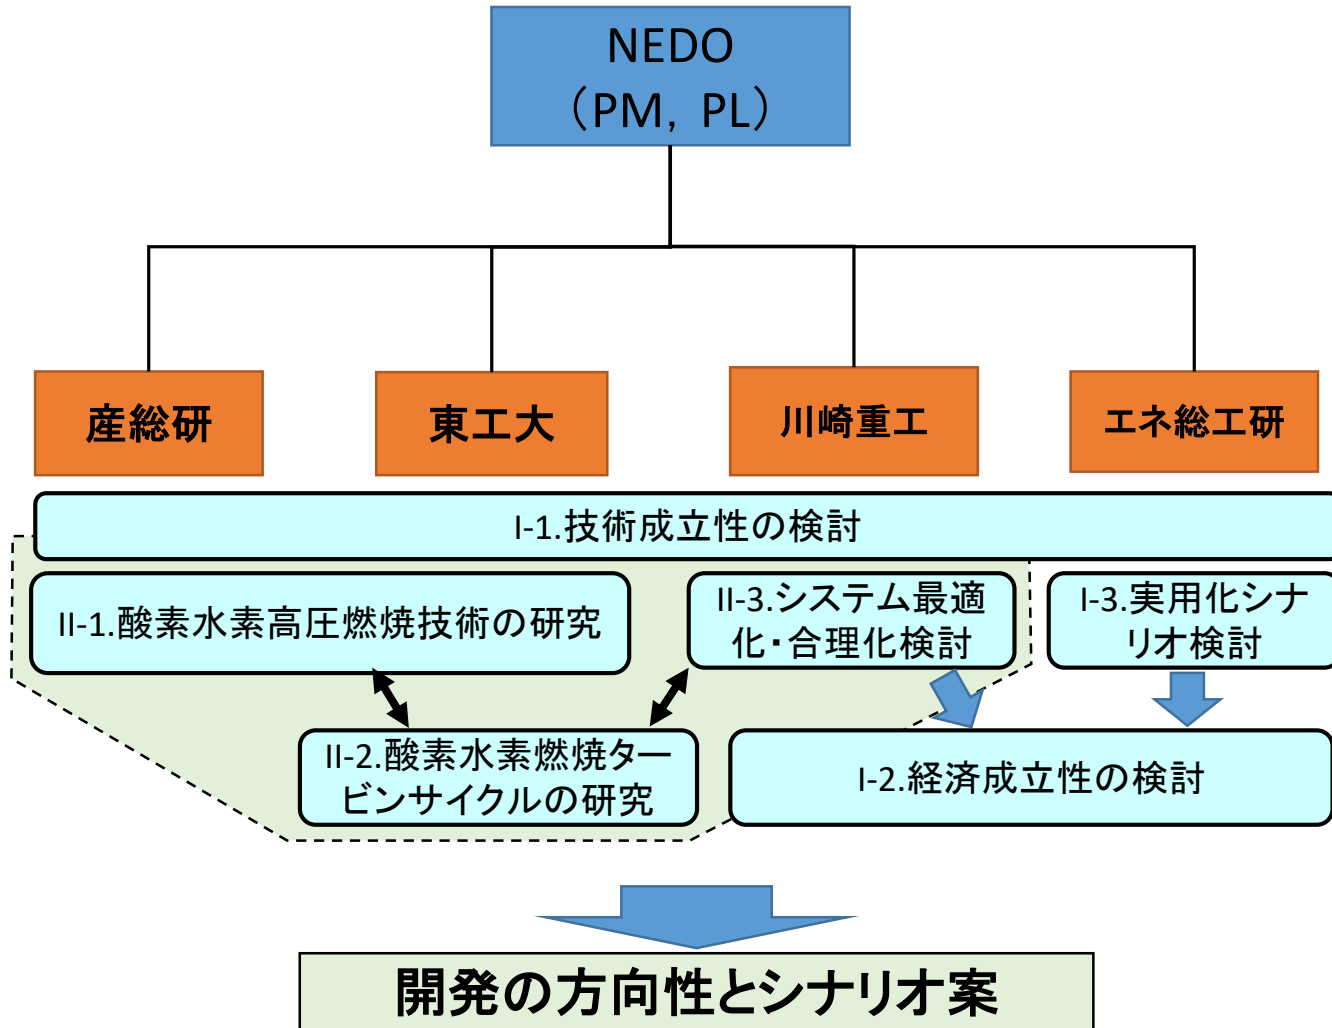 NEDO
（PM，PL）
産総研
東工大
川崎重工
エネ総工研
I-1.技術成立性の検討
II-1.酸素水素高圧燃焼技術の研究
II-3.システム最適
化・合理化検討
I-3.実用化シナ
リオ検討
II-2.酸素水素燃焼ター
ビンサイクルの研究
I-2.経済成立性の検討
開発の方向性とシナリオ案